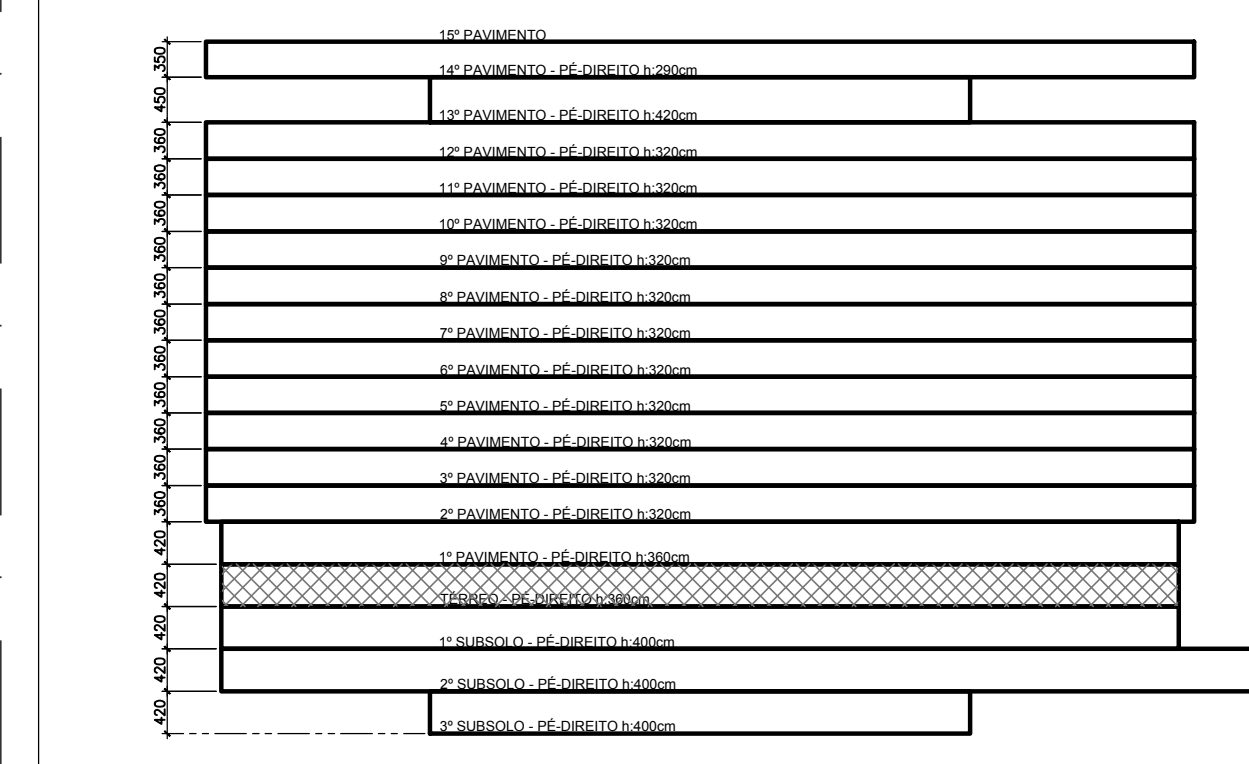 15º PAVIMENTO
350
14º PAVIMENTO - PÉ-DIREITO h:290cm
450
13º PAVIMENTO - PÉ-DIREITO h:420cm
360
12º PAVIMENTO - PÉ-DIREITO h:320cm
360
11º PAVIMENTO - PÉ-DIREITO h:320cm
360
10º PAVIMENTO - PÉ-DIREITO h:320cm
360
9º PAVIMENTO - PÉ-DIREITO h:320cm
360
8º PAVIMENTO - PÉ-DIREITO h:320cm
360
7º PAVIMENTO - PÉ-DIREITO h:320cm
360
6º PAVIMENTO - PÉ-DIREITO h:320cm
360
5º PAVIMENTO - PÉ-DIREITO h:320cm
360
4º PAVIMENTO - PÉ-DIREITO h:320cm
360
3º PAVIMENTO - PÉ-DIREITO h:320cm
360
2º PAVIMENTO - PÉ-DIREITO h:320cm
420
1º PAVIMENTO - PÉ-DIREITO h:360cm
420
TÉRREO - PÉ-DIREITO h:360cm
420
1º SUBSOLO - PÉ-DIREITO h:400cm
420
2º SUBSOLO - PÉ-DIREITO h:400cm
420
3º SUBSOLO - PÉ-DIREITO h:400cm